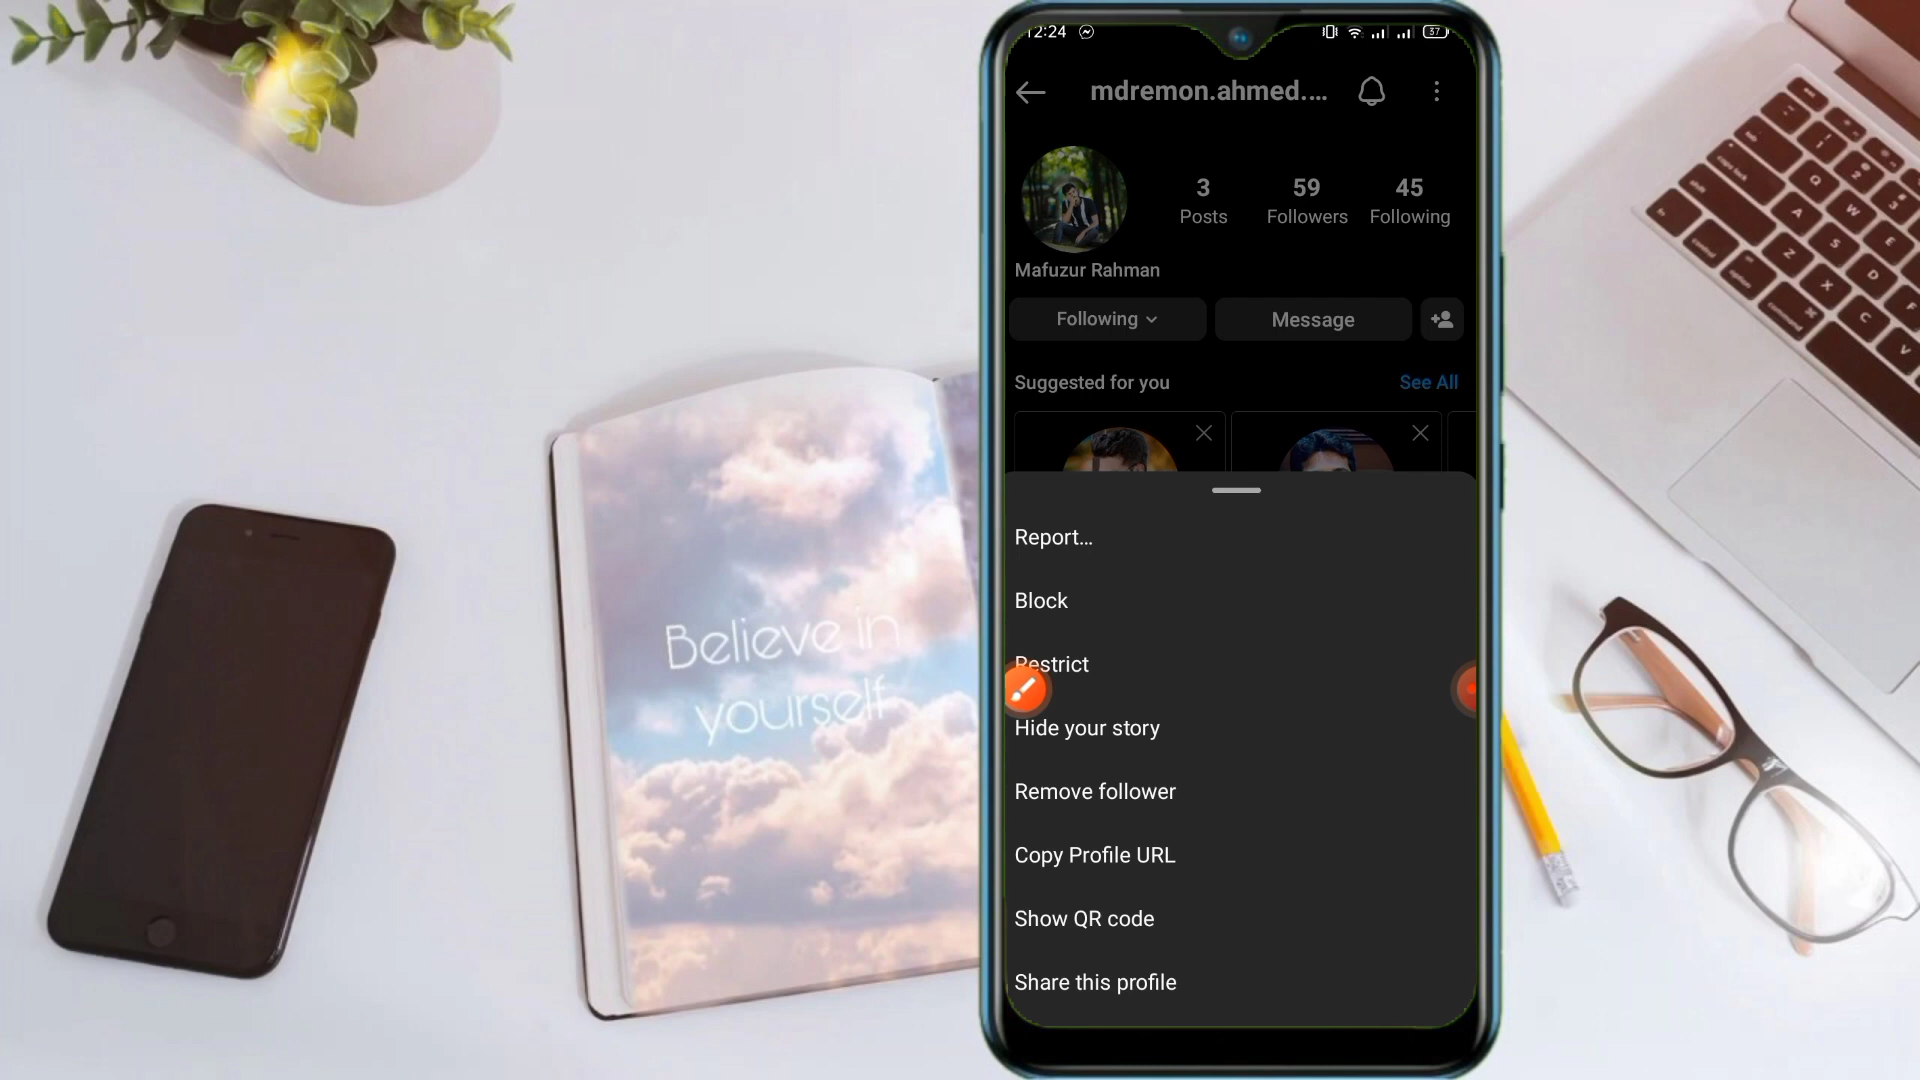 12:24
37
mdremon.ahmed....
3
59
45
Posts
Followers
Following
Mafuzur Rahman
Following
Message
Suggested for you
See All
Report...
Block
Restrict
Hide your story
Remove follower
Copy Profile URL
Show QR code
Share this profile
Believe in
yourself